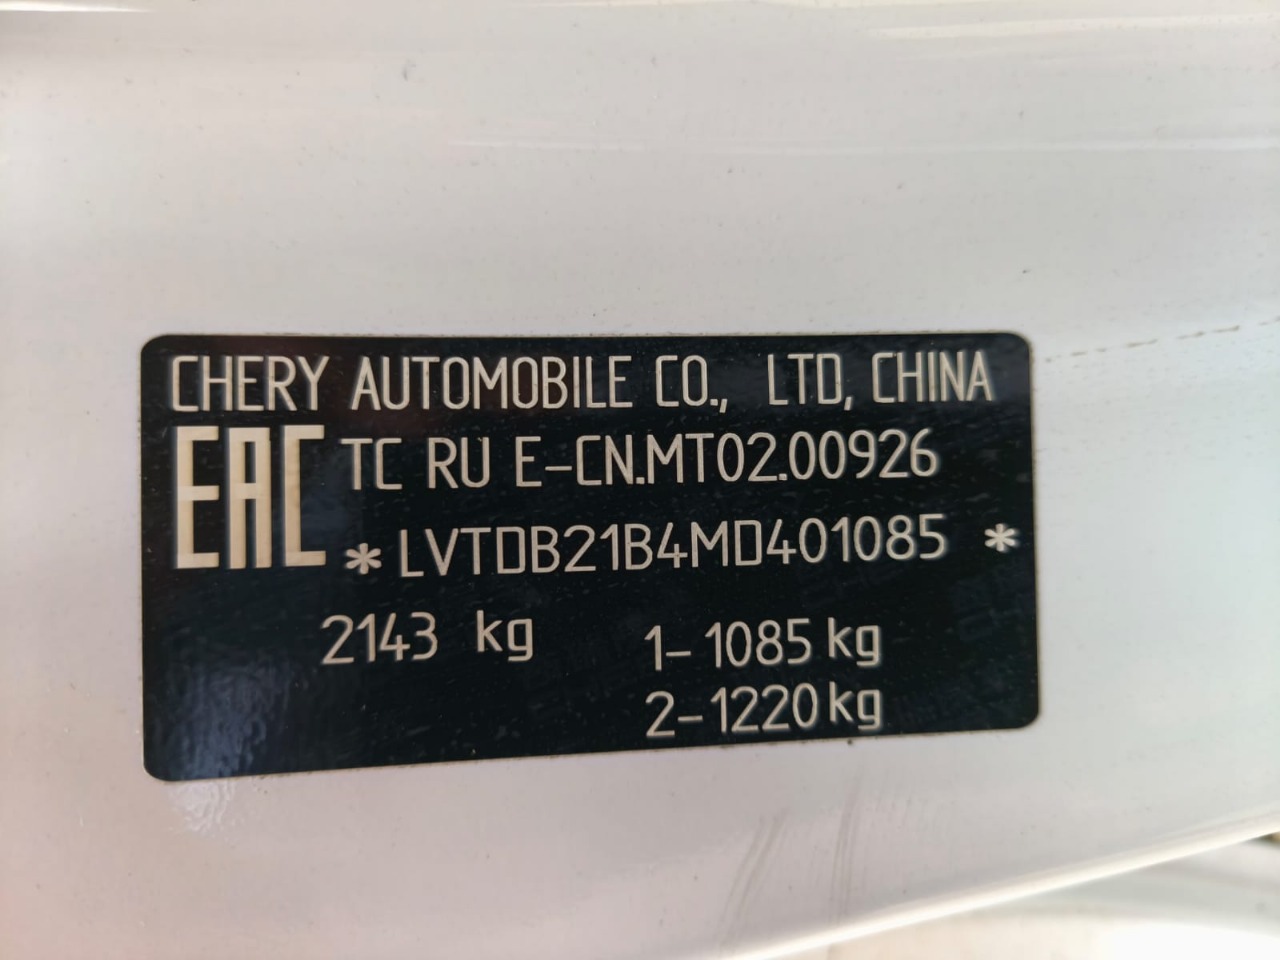 CHERY AUTOMOBILE CO., LTD, CHINA
EAC TC RU E-CN.MT02.00926
*LVTDB21B4MD401085 *
2143 kg 1-1085 kg
2-1220 kg